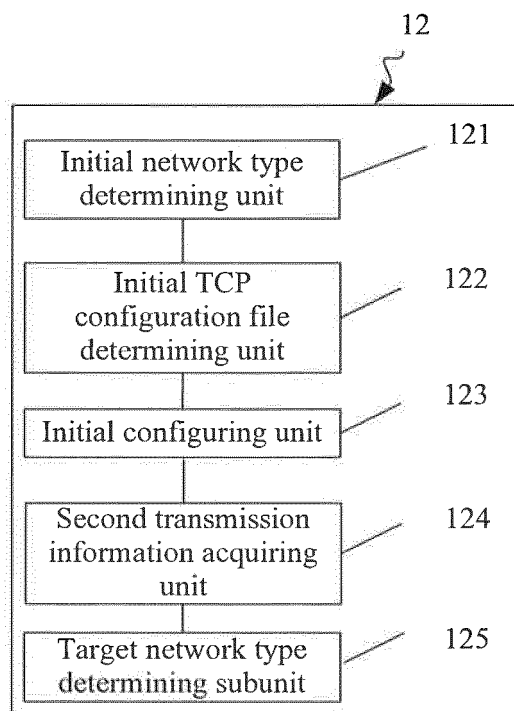 12
Initial network type
determining unit
121
Initial TCP
configuration file
determining unit
122
Initial configuring unit
123
Second transmission
information acquiring
unit
124
Target network type
determining subunit
125